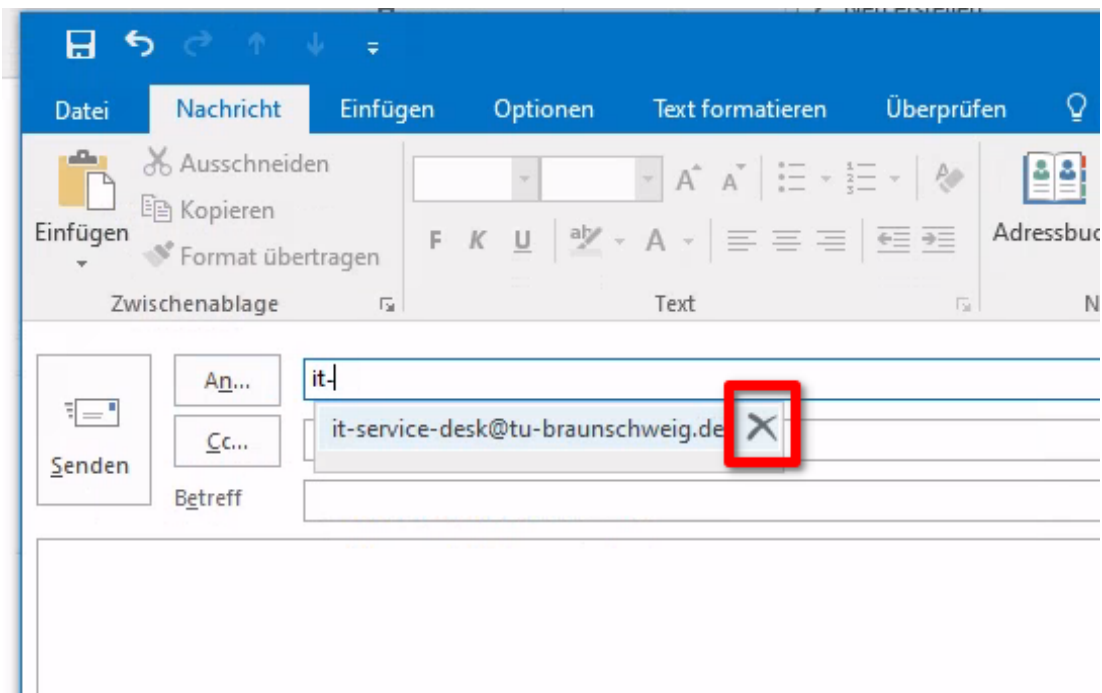 Datei Nachricht Einfügen Optionen Text formatieren Überprüfen
Ausschneiden
Kopieren
Einfügen
Format übertragen
F K U
Zwischenablage Text
An... it-
it-service-desk@tu-braunschweig.de
Cc...
Senden
Betreff